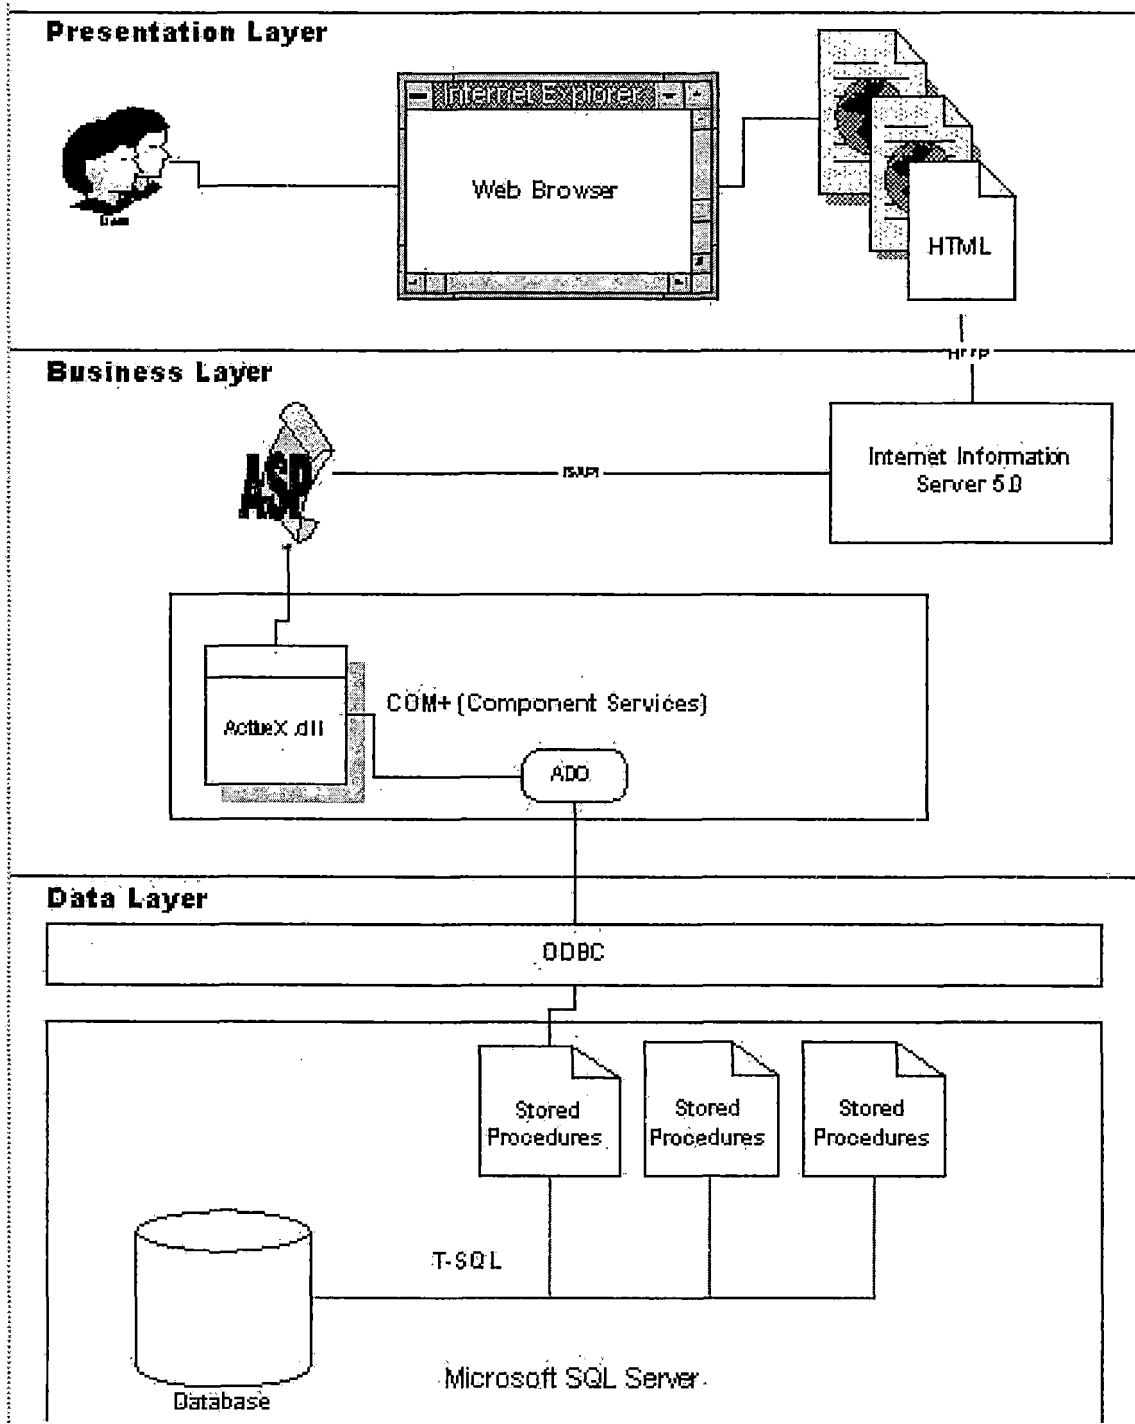 Presentation Layer
Internet Explorer
Web Browser
User
HTML
HTTP
Business Layer
ASP
ISAPI
Internet Information
Server 5.0
COM+ (Component Services)
ActiveX .dll
ADO
Data Layer
ODBC
Stored
Procedures
Stored
Procedures
Stored
Procedures
T-SQL
Microsoft SQL Server
Database